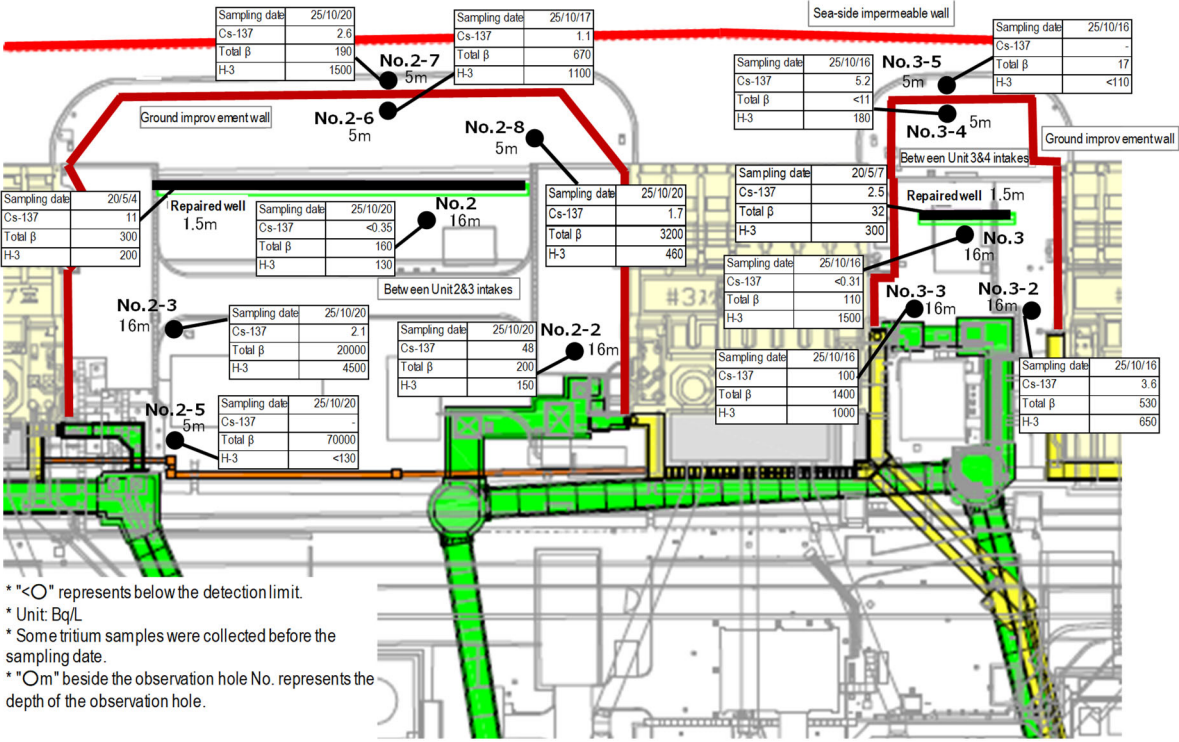 Sea-side impermeable wall
Sampling date 25/10/20
Cs-137 2.6
Total β 190
H-3 1500
Sampling date 25/10/17
Cs-137 1.1
Total β 670
H-3 1100
Sampling date 25/10/16
Cs-137 -
Total β 17
H-3 <110
Sampling date 25/10/16
Cs-137 5.2
Total β <11
H-3 180
No.2-7
5m
No.3-5
5m
Ground improvement wall
No.2-6
5m
No.2-8
5m
No.3-4
5m
Ground improvement wall
Between Unit 3&4 intakes
Sampling date 20/5/4
Cs-137 11
Total β 300
H-3 200
Repaired well
1.5m
Sampling date 25/10/20
Cs-137 <0.35
Total β 160
H-3 130
No.2
16m
Sampling date 25/10/20
Cs-137 1.7
Total β 3200
H-3 460
Sampling date 20/5/7
Cs-137 2.5
Total β 32
H-3 300
Repaired well 1.5m
No.3
16m
Sampling date 25/10/16
Cs-137 <0.31
Total β 110
H-3 1500
Between Unit 2&3 intakes
No.2-3
16m
Sampling date 25/10/20
Cs-137 2.1
Total β 20000
H-3 4500
Sampling date 25/10/20
Cs-137 48
Total β 200
H-3 150
No.2-2
16m
No.3-3
16m
No.3-2
16m
Sampling date 25/10/16
Cs-137 100
Total β 1400
H-3 1000
Sampling date 25/10/16
Cs-137 3.6
Total β 530
H-3 650
No.2-5
5m
Sampling date 25/10/20
Cs-137 -
Total β 70000
H-3 <130
* "<〇" represents below the detection limit.
* Unit: Bq/L
* Some tritium samples were collected before the
sampling date.
* "〇m" beside the observation hole No. represents the
depth of the observation hole.